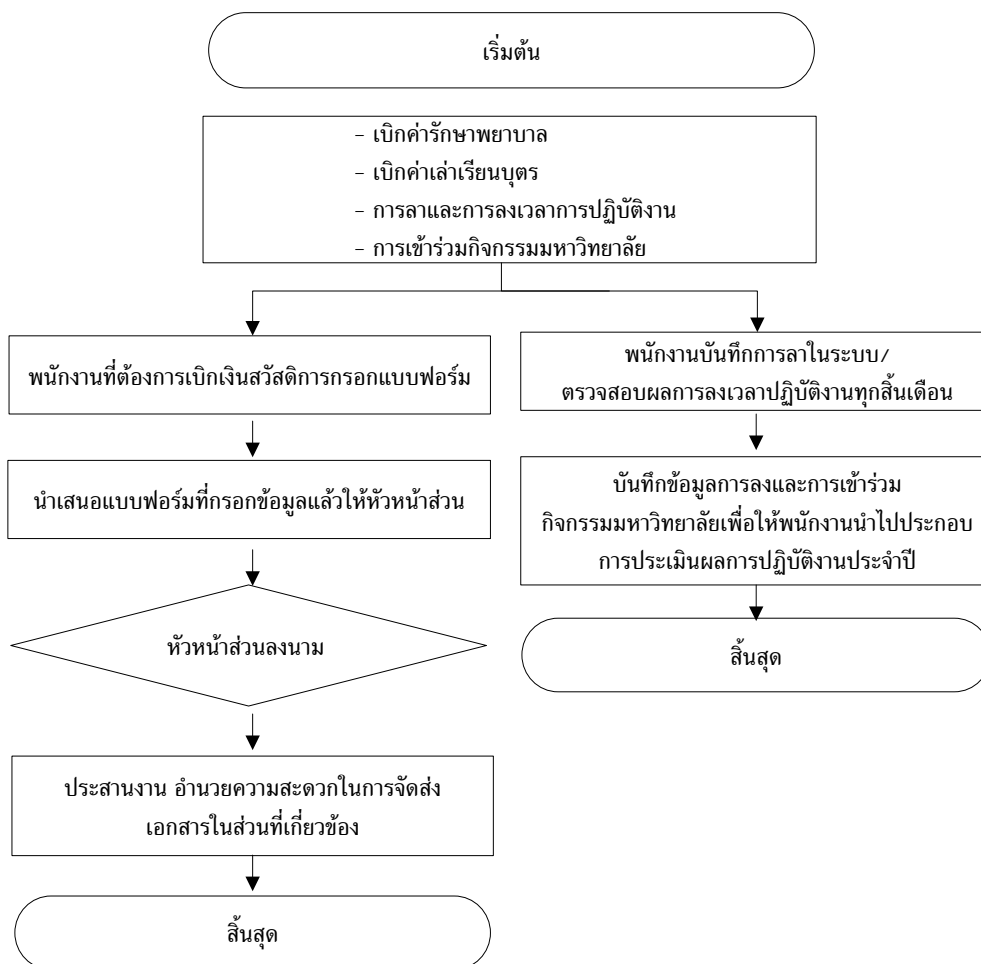 เริ่มต้น
- เบิกค่ารักษาพยาบาล
- เบิกค่าเล่าเรียนบุตร
- การลาและการลงเวลาการปฏิบัติงาน
- การเข้าร่วมกิจกรรมมหาวิทยาลัย
พนักงานที่ต้องการเบิกเงินสวัสดิการกรอกแบบฟอร์ม
นำเสนอแบบฟอร์มที่กรอกข้อมูลแล้วให้หัวหน้าส่วน
หัวหน้าส่วนลงนาม
ประสานงาน อำนวยความสะดวกในการจัดส่ง
เอกสารในส่วนที่เกี่ยวข้อง
สิ้นสุด
พนักงานบันทึกการลาในระบบ/
ตรวจสอบผลการลงเวลาปฏิบัติงานทุกสิ้นเดือน
บันทึกข้อมูลการลงและการเข้าร่วม
กิจกรรมมหาวิทยาลัยเพื่อให้พนักงานนำไปประกอบ
การประเมินผลการปฏิบัติงานประจำปี
สิ้นสุด